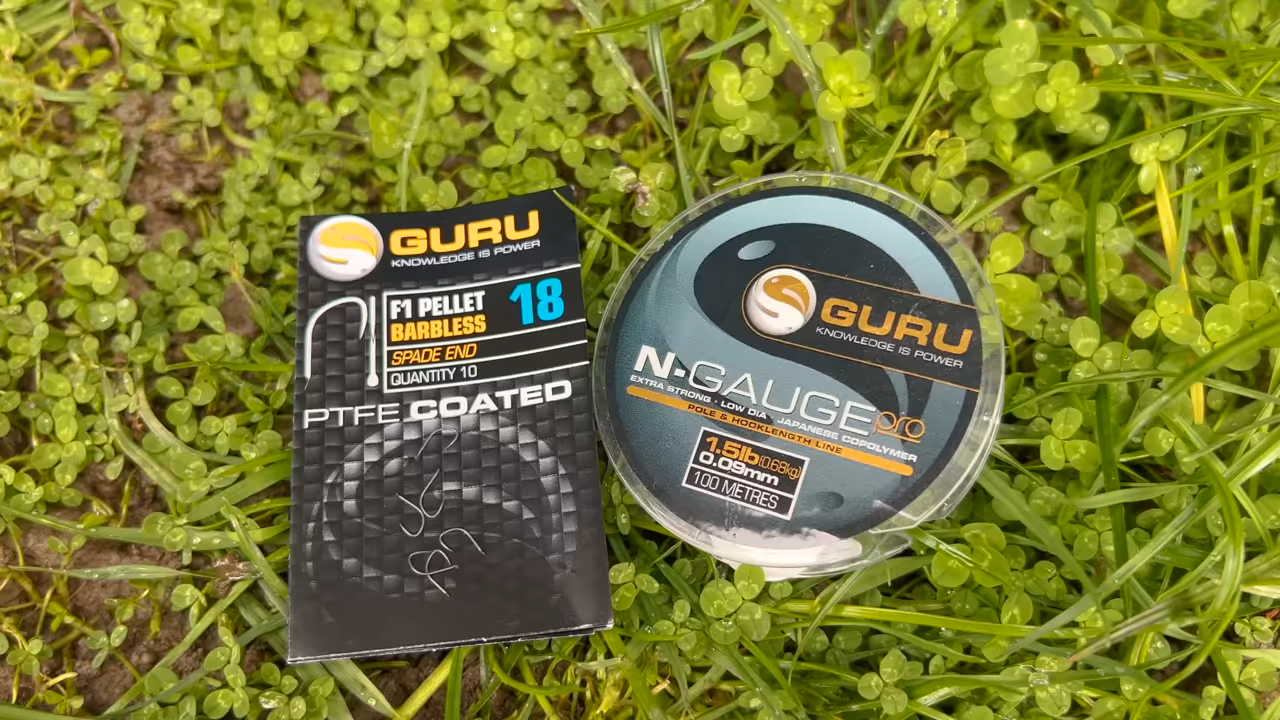 GURU
KNOWLEDGE IS POWER
F1 PELLET
BARBLESS
18
SPADE END
QUANTITY 10
PTFE COATED
GURU
KNOWLEDGE IS POWER
N-GAUGE pro
EXTRA STRONG · LOW DIA · JAPANESE COPOLYMER
POLE & HOOKLENGTH LINE
1.5lb (0.68kg)
0.09mm
100 METRES